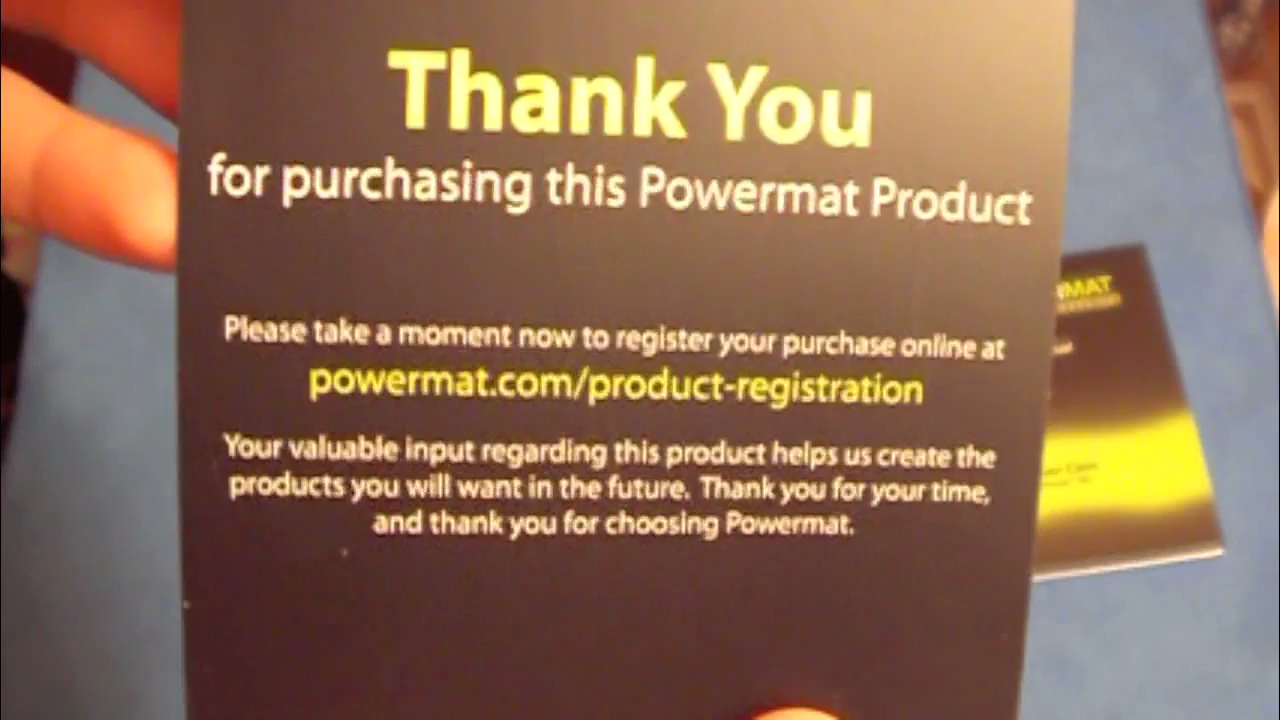 Thank You
for purchasing this Powermat Product
Please take a moment now to register your purchase online at
powermat.com/product-registration
Your valuable input regarding this product helps us create the
products you will want in the future. Thank you for your time,
and thank you for choosing Powermat.
MAT